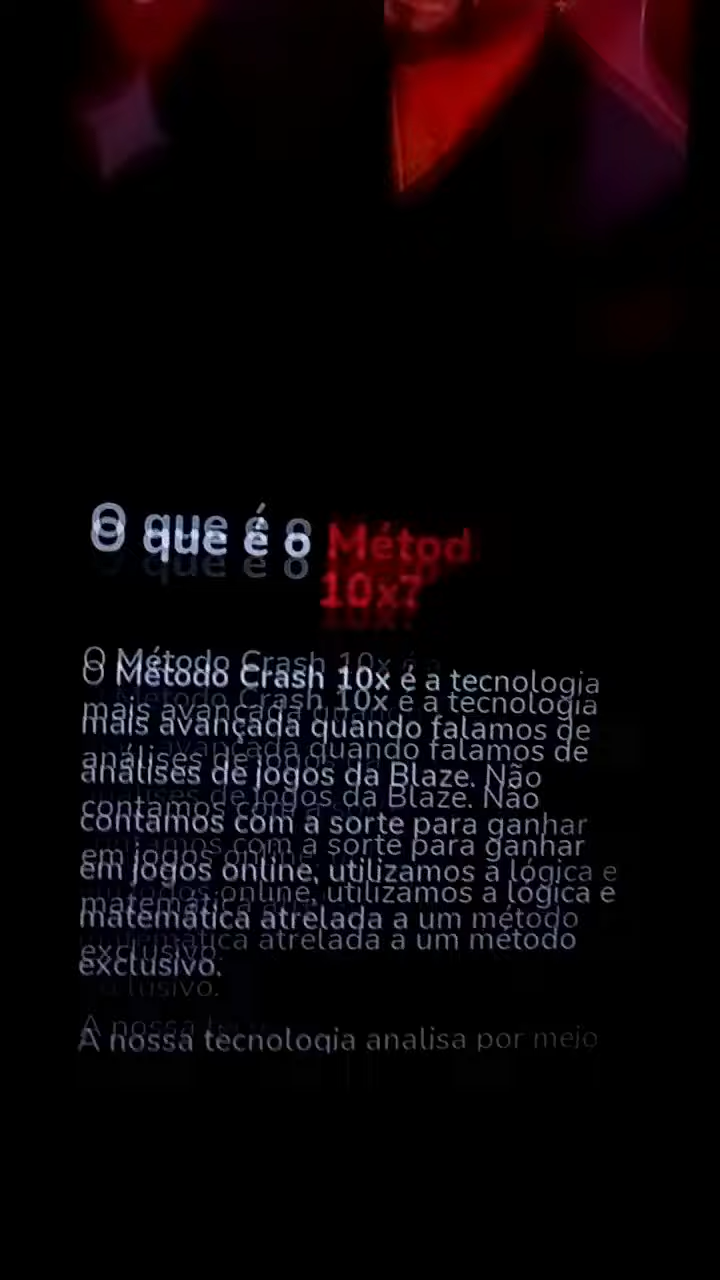 O que é o Métod
10x?
O Método Crash 10x é a tecnologia
mais avançada quando falamos de
análises de jogos da Blaze. Não
contamos com a sorte para ganhar
em jogos online, utilizamos a lógica e
matemática atrelada a um método
exclusivo.
A nossa tecnologia analisa por meio